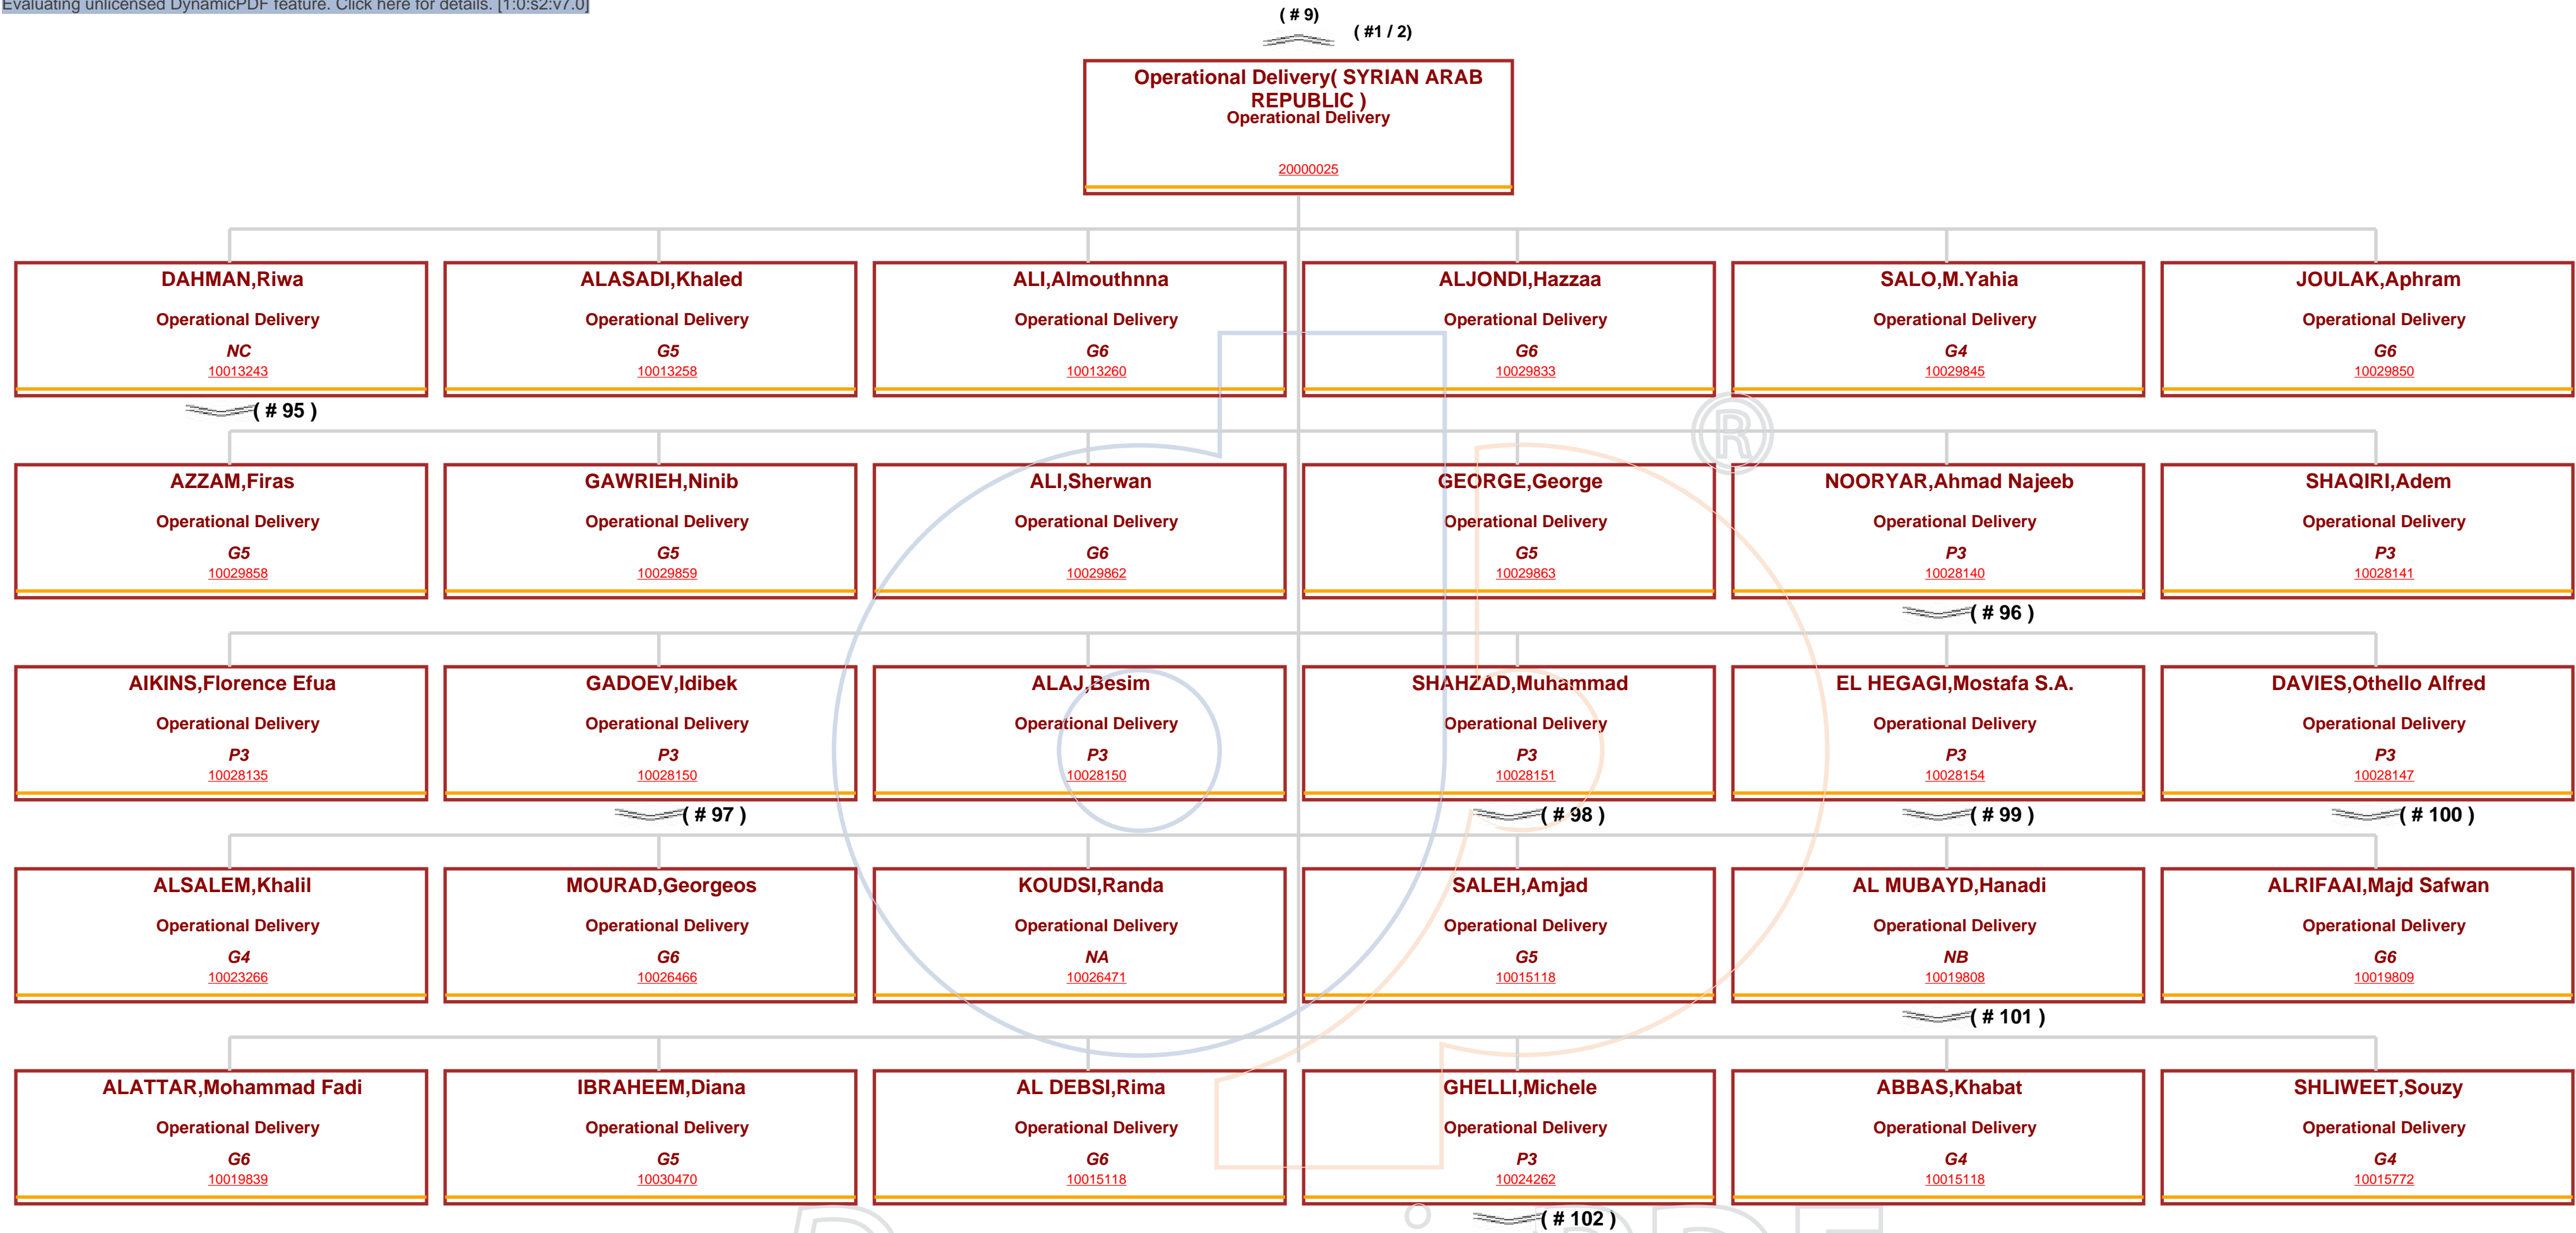 Evaluating unlicensed DynamicPDF feature. Click here for details. [1:0:s2:v7.0]
( # 9)
( #1 / 2)
Operational Delivery( SYRIAN ARAB
REPUBLIC )
Operational Delivery
20000025
DAHMAN,Riwa
Operational Delivery
NC
10013243
( # 95 )
ALASADI,Khaled
Operational Delivery
G5
10013258
ALI,Almouthnna
Operational Delivery
G6
10013260
ALJONDI,Hazzaa
Operational Delivery
G6
10029833
SALO,M.Yahia
Operational Delivery
G4
10029845
JOULAK,Aphram
Operational Delivery
G6
10029850
AZZAM,Firas
Operational Delivery
G5
10029858
GAWRIEH,Ninib
Operational Delivery
G5
10029859
ALI,Sherwan
Operational Delivery
G6
10029862
GEORGE,George
Operational Delivery
G5
10029863
NOORYAR,Ahmad Najeeb
Operational Delivery
P3
10028140
( # 96 )
SHAQIRI,Adem
Operational Delivery
P3
10028141
®
AIKINS,Florence Efua
Operational Delivery
P3
10028135
GADOEV,Idibek
Operational Delivery
P3
10028150
( # 97 )
ALAJ,Besim
Operational Delivery
P3
10028150
SHAHZAD,Muhammad
Operational Delivery
P3
10028151
( # 98 )
EL HEGAGI,Mostafa S.A.
Operational Delivery
P3
10028154
( # 99 )
DAVIES,Othello Alfred
Operational Delivery
P3
10028147
( # 100 )
ALSALEM,Khalil
Operational Delivery
G4
10023266
MOURAD,Georgeos
Operational Delivery
G6
10026466
KOUDSI,Randa
Operational Delivery
NA
10026471
SALEH,Amjad
Operational Delivery
G5
10015118
AL MUBAYD,Hanadi
Operational Delivery
NB
10019808
( # 101 )
ALRIFAAI,Majd Safwan
Operational Delivery
G6
10019809
ALATTAR,Mohammad Fadi
Operational Delivery
G6
10019839
IBRAHEEM,Diana
Operational Delivery
G5
10030470
AL DEBSI,Rima
Operational Delivery
G6
10015118
GHELLI,Michele
Operational Delivery
P3
10024262
( # 102 )
ABBAS,Khabat
Operational Delivery
G4
10015118
SHLIWEET,Souzy
Operational Delivery
G4
10015772